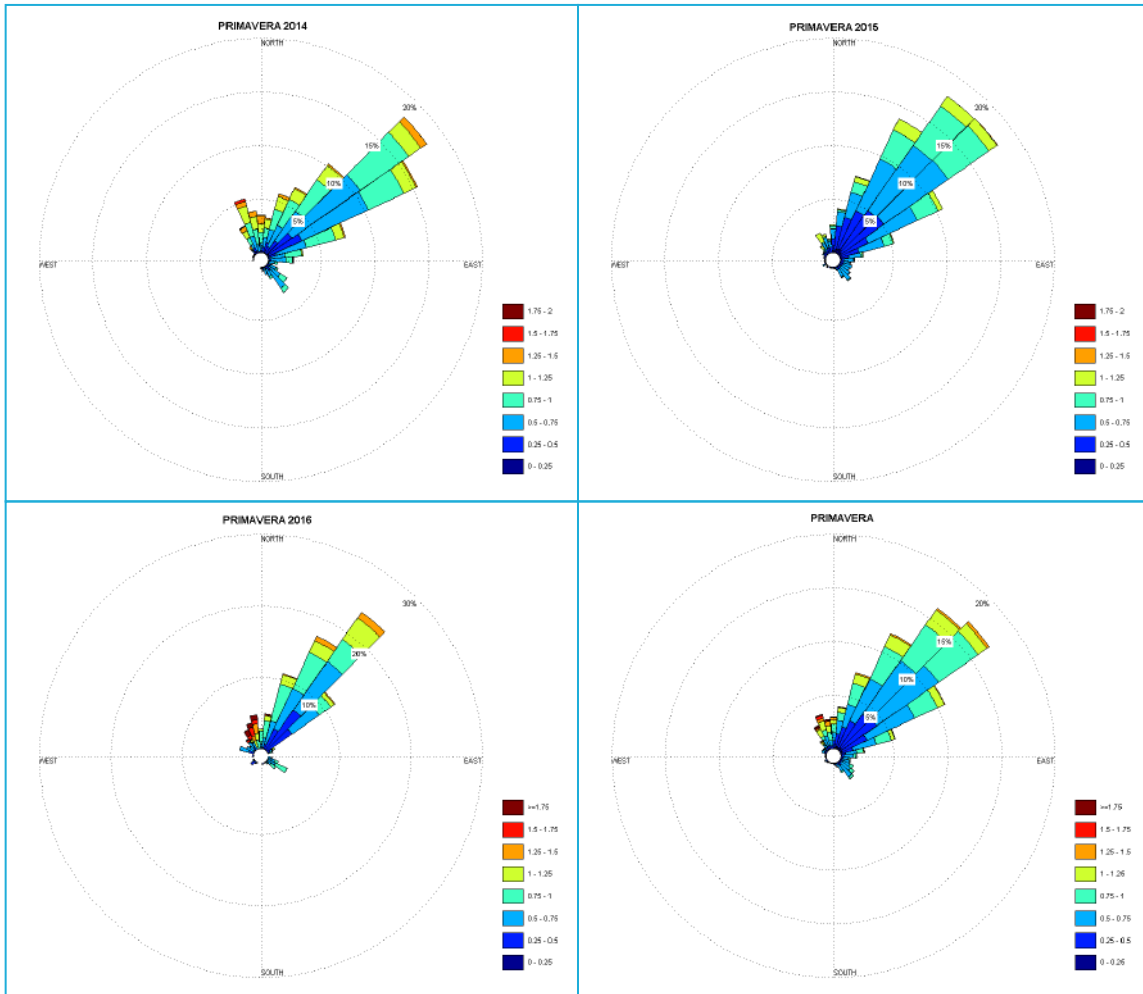 PRIMAVERA 2014
NORTH
20%
15%
10%
5%
WEST
EAST
SOUTH
1.75 - 2
1.5 - 1.75
1.25 - 1.5
1 - 1.25
0.75 - 1
0.5 - 0.75
0.25 - 0.5
0 - 0.25
PRIMAVERA 2015
NORTH
20%
15%
10%
5%
WEST
EAST
SOUTH
1.75 - 2
1.5 - 1.75
1.25 - 1.5
1 - 1.25
0.75 - 1
0.5 - 0.75
0.25 - 0.5
0 - 0.25
PRIMAVERA 2016
NORTH
30%
20%
10%
WEST
EAST
SOUTH
>=1.75
1.5 - 1.75
1.25 - 1.5
1 - 1.25
0.75 - 1
0.5 - 0.75
0.25 - 0.5
0 - 0.25
PRIMAVERA
NORTH
20%
15%
10%
5%
WEST
EAST
SOUTH
>=1.75
1.5 - 1.75
1.25 - 1.5
1 - 1.25
0.75 - 1
0.5 - 0.75
0.25 - 0.5
0 - 0.25